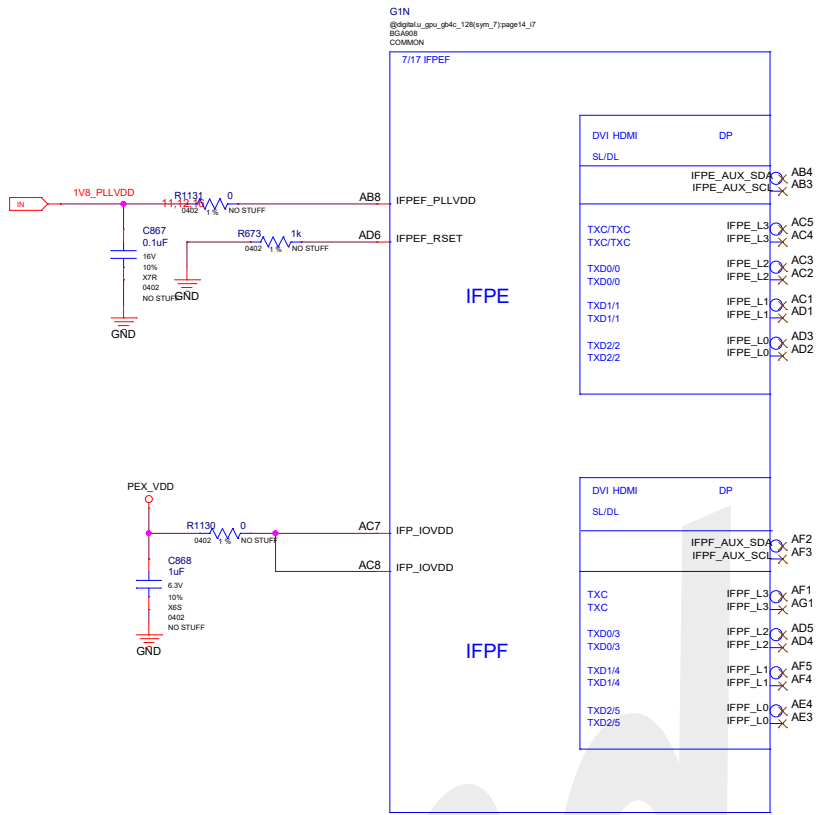 G1N
@digital.u_gpu_gb4c_128(sym_7):page14_i7
BGA908
COMMON
7/17 IFPEF
DVI HDMI DP
SL/DL
IFPE_AUX_SDA AB4
IFPE_AUX_SCL AB3
IN 1V8_PLLVDD R1131 0 AB8 IFPEF_PLLVDD
0402 1 % NO STUFF
C867
0.1uF
16V
10%
X7R
0402
NO STUFF
GND
R673 1k AD6 IFPEF_RSET
0402 1 % NO STUFF
GND
IFPE
TXC/TXC IFPE_L3 AC5
TXC/TXC IFPE_L3 AC4
TXD0/0 IFPE_L2 AC3
TXD0/0 IFPE_L2 AC2
TXD1/1 IFPE_L1 AC1
TXD1/1 IFPE_L1 AD1
TXD2/2 IFPE_L0 AD3
TXD2/2 IFPE_L0 AD2
PEX_VDD
R1130 0 AC7 IFP_IOVDD
0402 1 % NO STUFF
AC8 IFP_IOVDD
C868
1uF
6.3V
10%
X6S
0402
NO STUFF
GND
IFPF
DVI HDMI DP
SL/DL
IFPF_AUX_SDA AF2
IFPF_AUX_SCL AF3
TXC IFPF_L3 AF1
TXC IFPF_L3 AG1
TXD0/3 IFPF_L2 AD5
TXD0/3 IFPF_L2 AD4
TXD1/4 IFPF_L1 AF5
TXD1/4 IFPF_L1 AF4
TXD2/5 IFPF_L0 AE4
TXD2/5 IFPF_L0 AE3